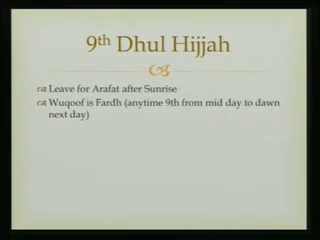 9th Dhul Hijjah
Leave for Arafat after Sunrise
Wuqoof is Fardh (anytime 9th from mid day to dawn
next day)